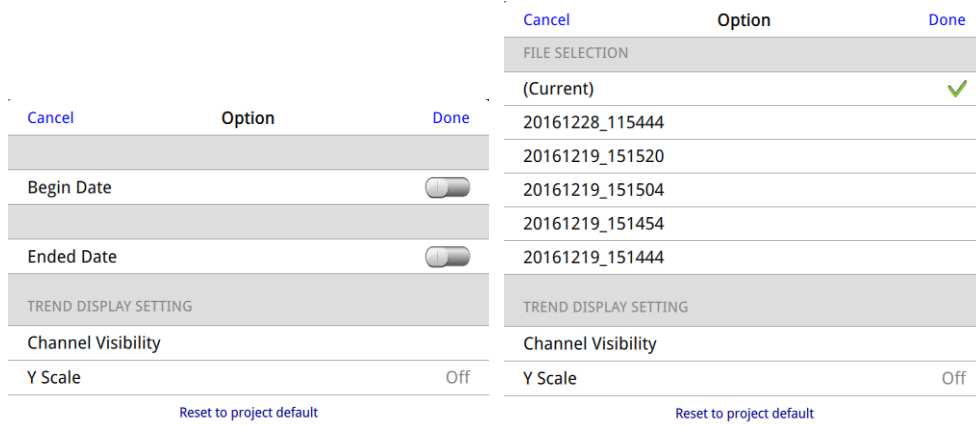 Cancel Option Done
Begin Date
Ended Date
TREND DISPLAY SETTING
Channel Visibility
Y Scale Off
Reset to project default
Cancel Option Done
FILE SELECTION
(Current)
20161228_115444
20161219_151520
20161219_151504
20161219_151454
20161219_151444
TREND DISPLAY SETTING
Channel Visibility
Y Scale Off
Reset to project default